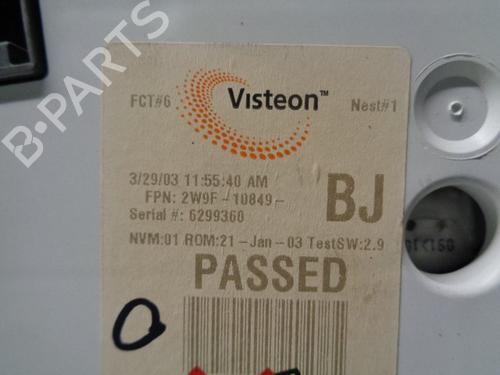 B-PARTS
FCT#6 Visteon™ Nest#1
3/29/03 11:55:40 AM
FPN: 2W9F-10849- BJ
Serial #: 6299360
NVM:01 ROM:21-Jan-03 TestSW:2.9
PASSED